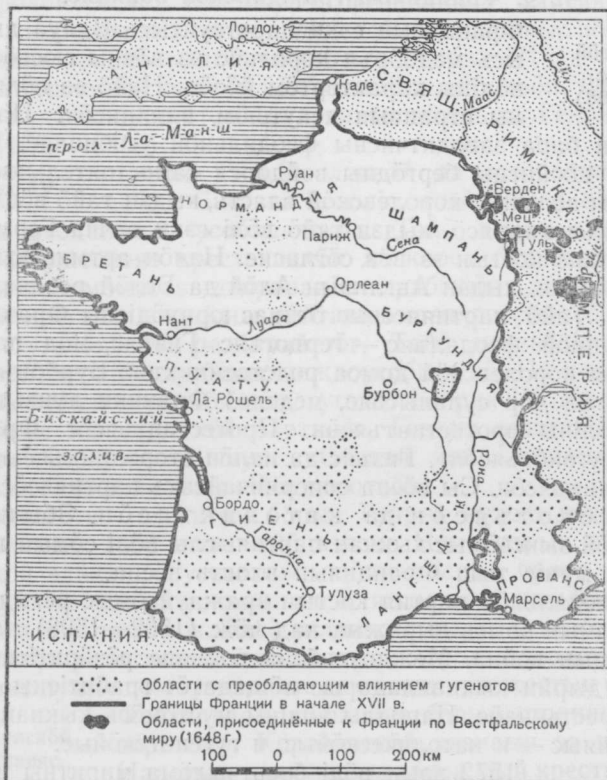 Лондон
АНГЛИЯ
Кале
СВЯЩ. РИМСКАЯ ИМПЕРИЯ
Маас
Рейн
прол. Ла-Манш
Руан
НОРМАНДИЯ
Верден
Мец
Туль
Париж
Сена
ШАМПАНЬ
БРЕТАНЬ
Орлеан
Нант
Луара
БУРГУНДИЯ
ПУАТУ
Ла-Рошель
Бурбон
Бискайский
залив
Рона
Бордо
ГИЕНЬ
Гаронна
Тулуза
ЛАНГЕДОК
ПРОВАНС
Марсель
ИСПАНИЯ
Области с преобладающим влиянием гугенотов
Границы Франции в начале XVII в.
Области, присоединённые к Франции по Вестфальск.
миру (1648 г.)
100 0 100 200 км